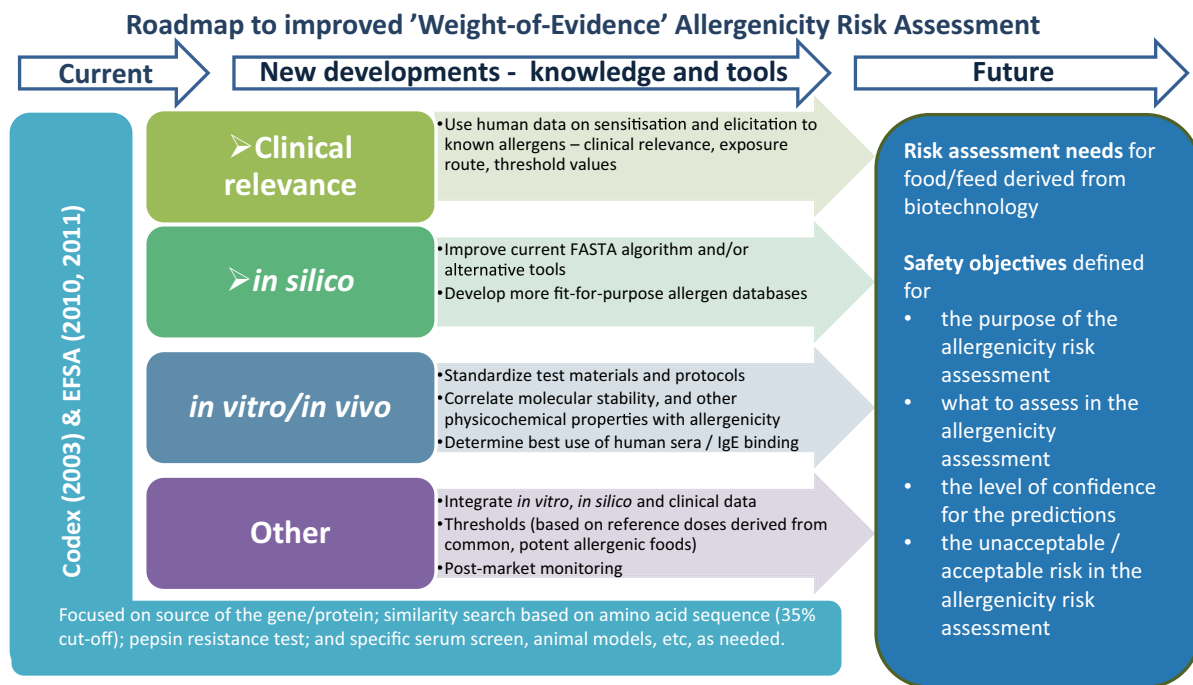 Roadmap to improved ’Weight-of-Evidence’ Allergenicity Risk Assessment
Current
New developments - knowledge and tools
Future
Codex (2003) & EFSA (2010, 2011)
➢Clinical
relevance
•Use human data on sensitisation and elicitation to
known allergens – clinical relevance, exposure
route, threshold values
➢in silico
•Improve current FASTA algorithm and/or
alternative tools
•Develop more fit-for-purpose allergen databases
in vitro/in vivo
•Standardize test materials and protocols
•Correlate molecular stability, and other
physicochemical properties with allergenicity
•Determine best use of human sera / IgE binding
Other
•Integrate in vitro, in silico and clinical data
•Thresholds (based on reference doses derived from
common, potent allergenic foods)
•Post-market monitoring
Focused on source of the gene/protein; similarity search based on amino acid sequence (35%
cut-off); pepsin resistance test; and specific serum screen, animal models, etc, as needed.
Risk assessment needs for
food/feed derived from
biotechnology
Safety objectives defined
for
• the purpose of the
allergenicity risk
assessment
• what to assess in the
allergenicity
assessment
• the level of confidence
for the predictions
• the unacceptable /
acceptable risk in the
allergenicity risk
assessment